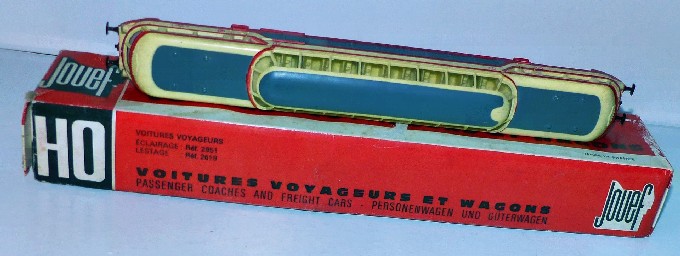 Jouef
HO
VOITURES VOYAGEURS
ECLAIRAGE Réf. 2951
LESTAGE Réf. 2619
VOITURES VOYAGEURS ET WAGONS
PASSENGER COACHES AND FREIGHT CARS - PERSONENWAGEN UND GÜTERWAGEN
Jouef